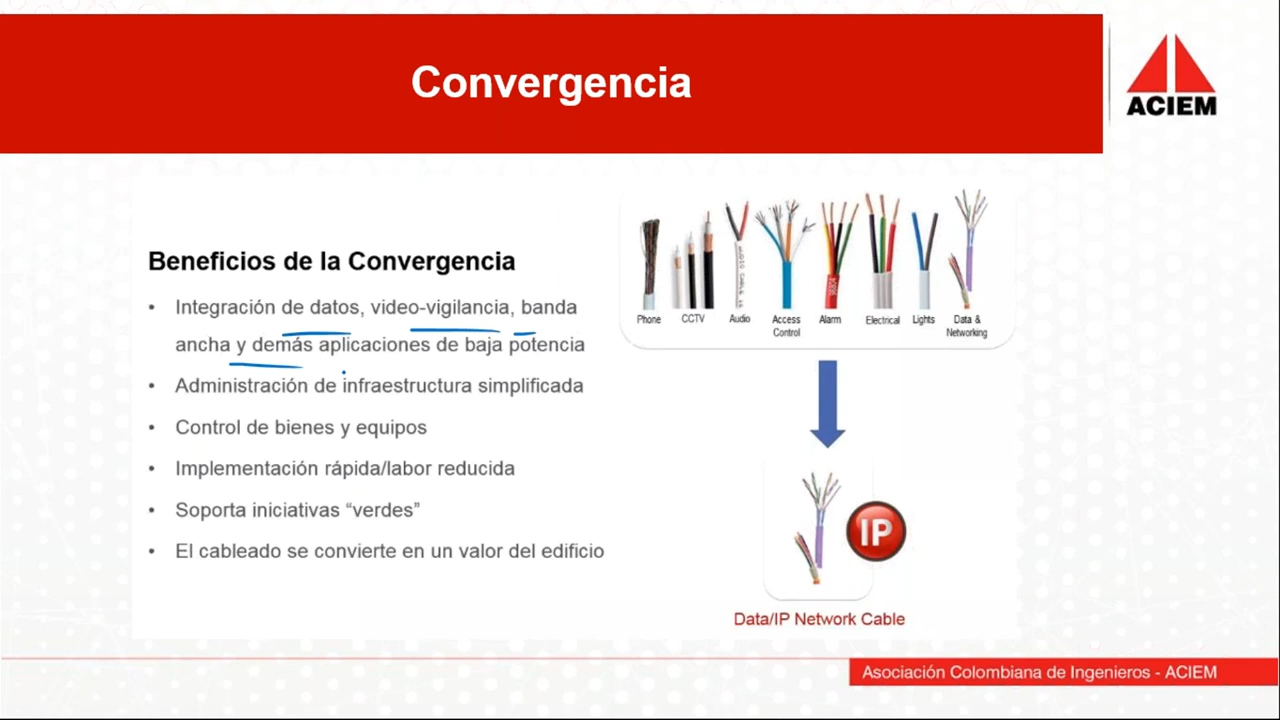 Convergencia
ACIEM
Beneficios de la Convergencia
• Integración de datos, video-vigilancia, banda
ancha y demás aplicaciones de baja potencia
• Administración de infraestructura simplificada
• Control de bienes y equipos
• Implementación rápida/labor reducida
• Soporta iniciativas “verdes”
• El cableado se convierte en un valor del edificio
Phone CCTV Audio Access Control Alarm Electrical Lights Data & Networking
IP
Data/IP Network Cable
Asociación Colombiana de Ingenieros - ACIEM